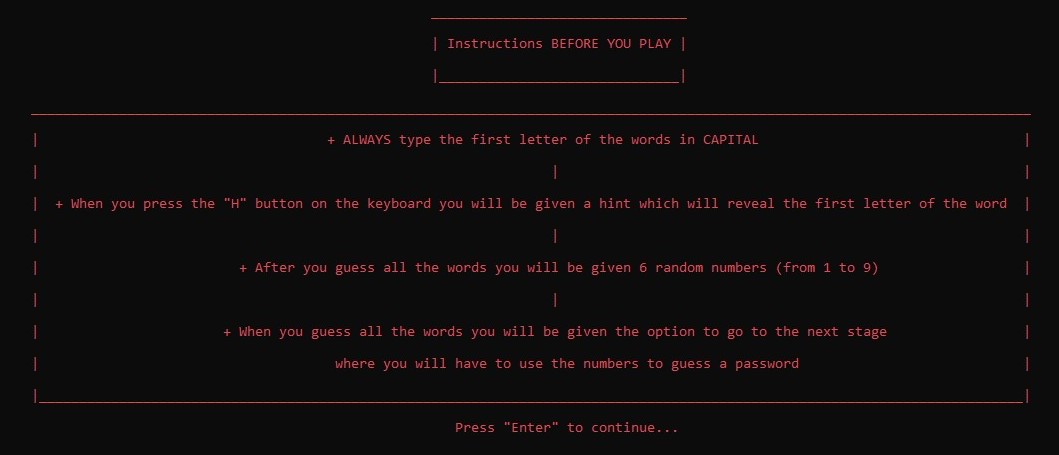 Instructions BEFORE YOU PLAY
+ ALWAYS type the first letter of the words in CAPITAL
+ When you press the "H" button on the keyboard you will be given a hint which will reveal the first letter of the word
+ After you guess all the words you will be given 6 random numbers (from 1 to 9)
+ When you guess all the words you will be given the option to go to the next stage
where you will have to use the numbers to guess a password
Press "Enter" to continue...